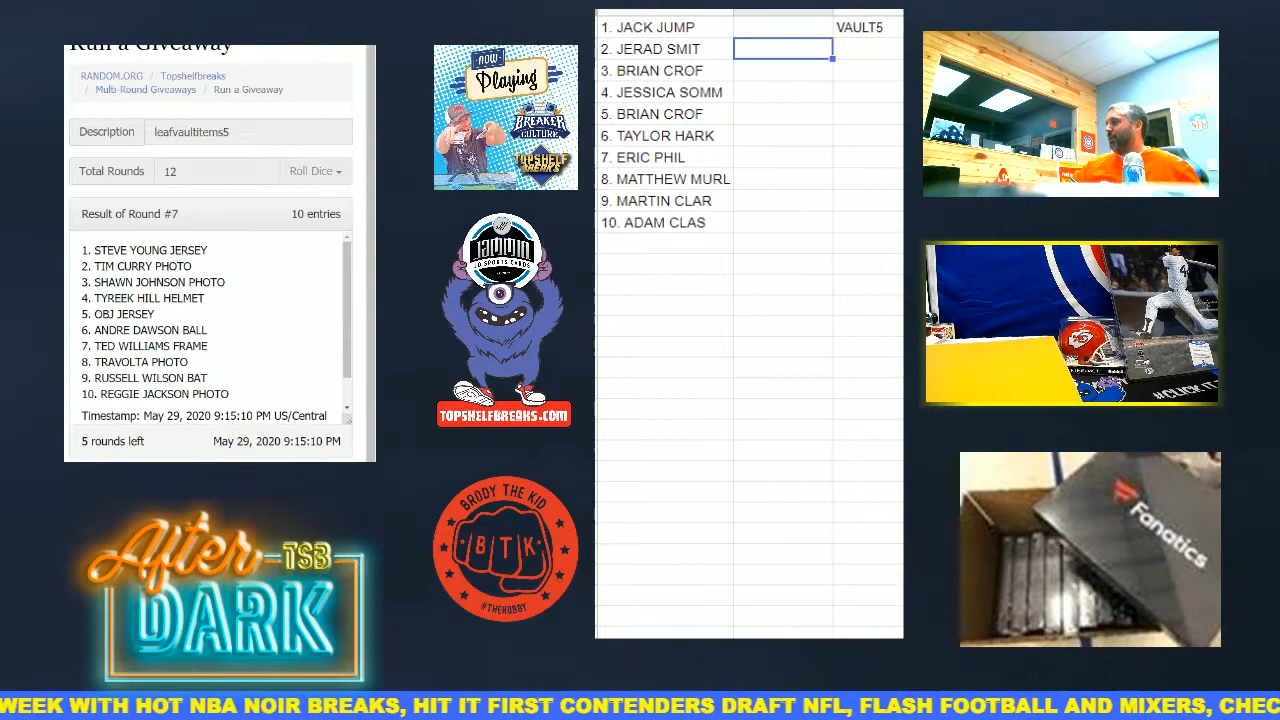 Run a Giveaway
RANDOM.ORG / Topshelfbreaks
/ Multi-Round Giveaways / Run a Giveaway
Description leafvaultitems5
Total Rounds 12 Roll Dice
Result of Round #7 10 entries
1. STEVE YOUNG JERSEY
2. TIM CURRY PHOTO
3. SHAWN JOHNSON PHOTO
4. TYREEK HILL HELMET
5. OBJ JERSEY
6. ANDRE DAWSON BALL
7. TED WILLIAMS FRAME
8. TRAVOLTA PHOTO
9. RUSSELL WILSON BAT
10. REGGIE JACKSON PHOTO
Timestamp: May 29, 2020 9:15:10 PM US/Central
5 rounds left May 29, 2020 9:15:10 PM
After
TSB
DARK
NOW
Playing
BREAKER
CULTURE
TOPSHELF
BREAKS
SPORTS CARDS
TOPSHELFBREAKS.COM
BRODY THE KID
BTK
#THEHOBBY
1. JACK JUMP VAULT5
2. JERAD SMIT
3. BRIAN CROF
4. JESSICA SOMM
5. BRIAN CROF
6. TAYLOR HARK
7. ERIC PHIL
8. MATTHEW MURL
9. MARTIN CLAR
10. ADAM CLAS
#CLICK IT
Fanatics
WEEK WITH HOT NBA NOIR BREAKS, HIT IT FIRST CONTENDERS DRAFT NFL, FLASH FOOTBALL AND MIXERS, CHEC